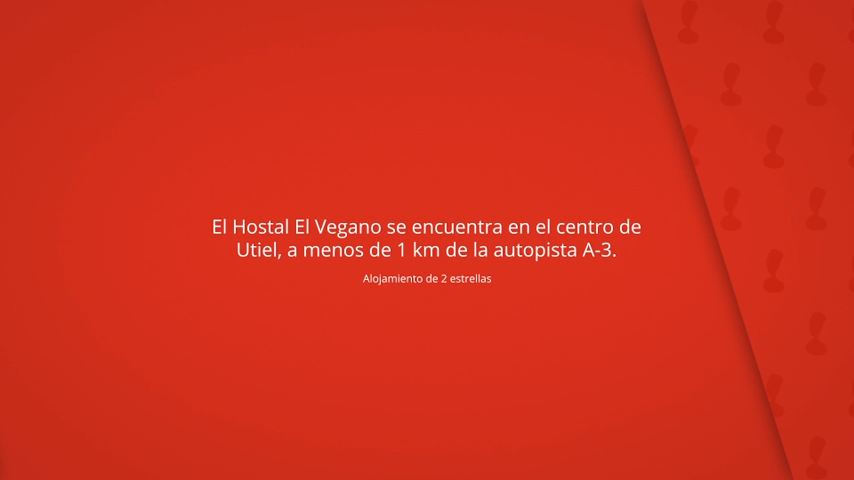 El Hostal El Vegano se encuentra en el centro de
Utiel, a menos de 1 km de la autopista A-3.
Alojamiento de 2 estrellas